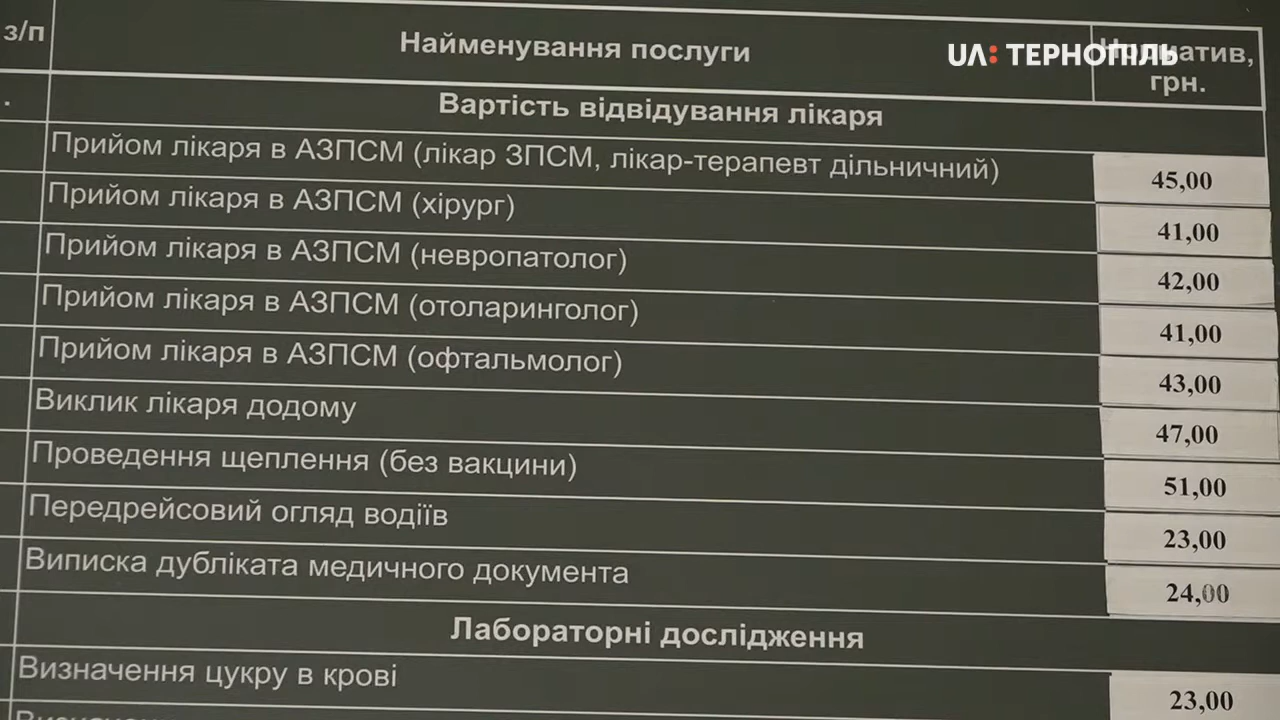 з/п Найменування послуги грн.
UA: ТЕРНОПІЛЬ
. Вартість відвідування лікаря
Прийом лікаря в АЗПСМ (лікар ЗПСМ, лікар-терапевт дільничний) 45,00
Прийом лікаря в АЗПСМ (хірург) 41,00
Прийом лікаря в АЗПСМ (невропатолог) 42,00
Прийом лікаря в АЗПСМ (отоларинголог) 41,00
Прийом лікаря в АЗПСМ (офтальмолог) 43,00
Виклик лікаря додому 47,00
Проведення щеплення (без вакцини) 51,00
Передрейсовий огляд водіїв 23,00
Виписка дубліката медичного документа 24,00
Лабораторні дослідження
Визначення цукру в крові 23,00